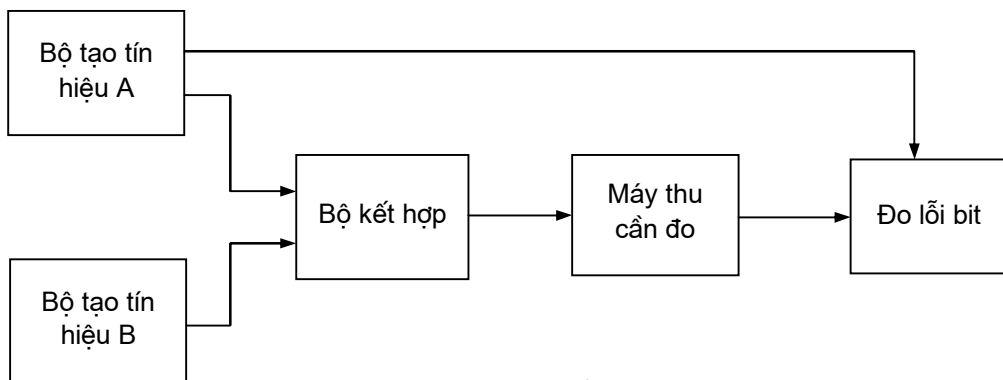 Bộ tạo tín
hiệu A
Bộ kết hợp
Máy thu
cần đo
Đo lỗi bit
Bộ tạo tín
hiệu B